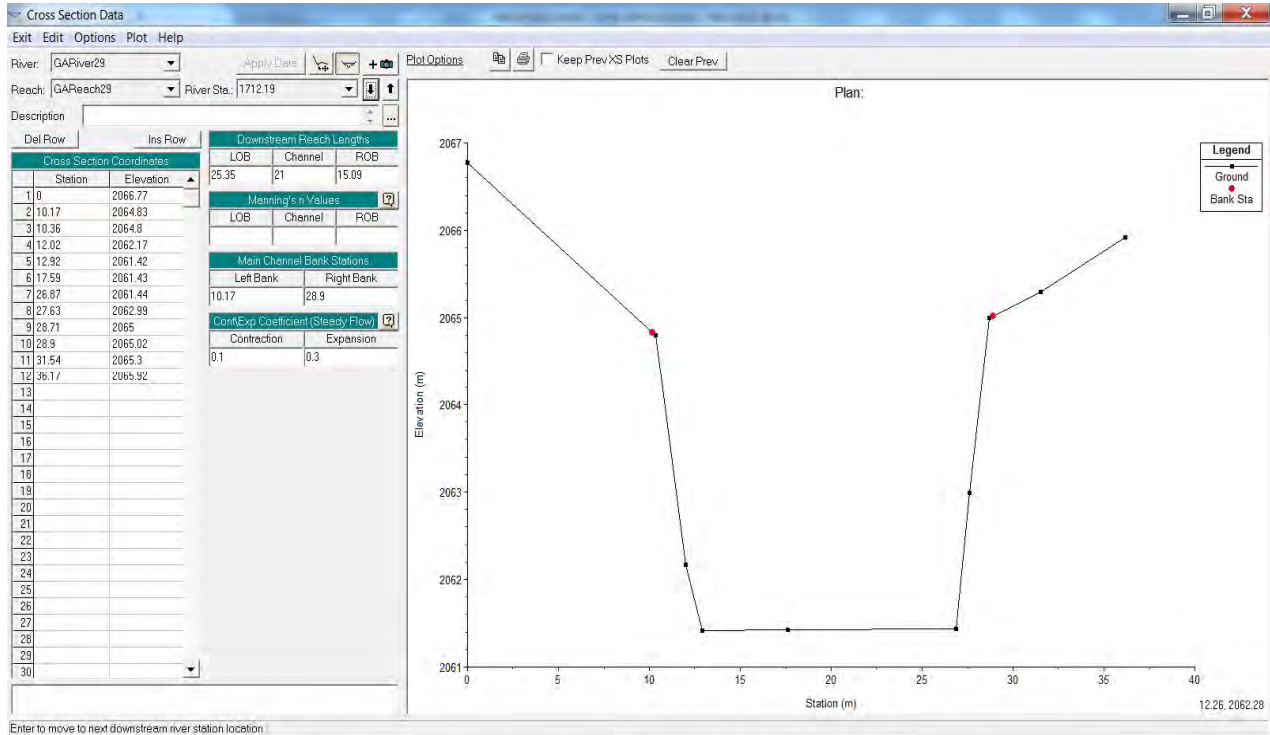 Cross Section Data
Exit Edit Options Plot Help
River: GARiver29 Apply Data + Plot Options Keep Prev XS Plots Clear Prev
Reach: GAReach29 River Sta.: 1712.19
Description ...
Del Row Ins Row
Cross Section Coordinates
Station Elevation
1 0 2066.77
2 10.17 2064.83
3 10.36 2064.8
4 12.02 2062.17
5 12.92 2061.42
6 17.59 2061.43
7 26.87 2061.44
8 27.63 2062.99
9 28.71 2065
10 28.9 2065.02
11 31.54 2065.3
12 36.17 2065.92
13
14
15
16
17
18
19
20
21
22
23
24
25
26
27
28
29
30
Downstream Reach Lengths
LOB Channel ROB
25.35 21 15.09
Manning's n Values ?
LOB Channel ROB
Main Channel Bank Stations
Left Bank Right Bank
10.17 28.9
Cont\Exp Coefficient (Steady Flow) ?
Contraction Expansion
0.1 0.3
Plan:
Legend
Ground
Bank Sta
Elevation (m)
2067
2066
2065
2064
2063
2062
2061
0 5 10 15 20 25 30 35 40
Station (m)
12.26, 2062.28
Enter to move to next downstream river station location